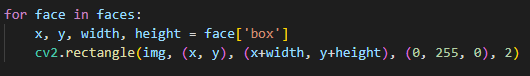 for face in faces:
    x, y, width, height = face['box']
    cv2.rectangle(img, (x, y), (x+width, y+height), (0, 255, 0), 2)